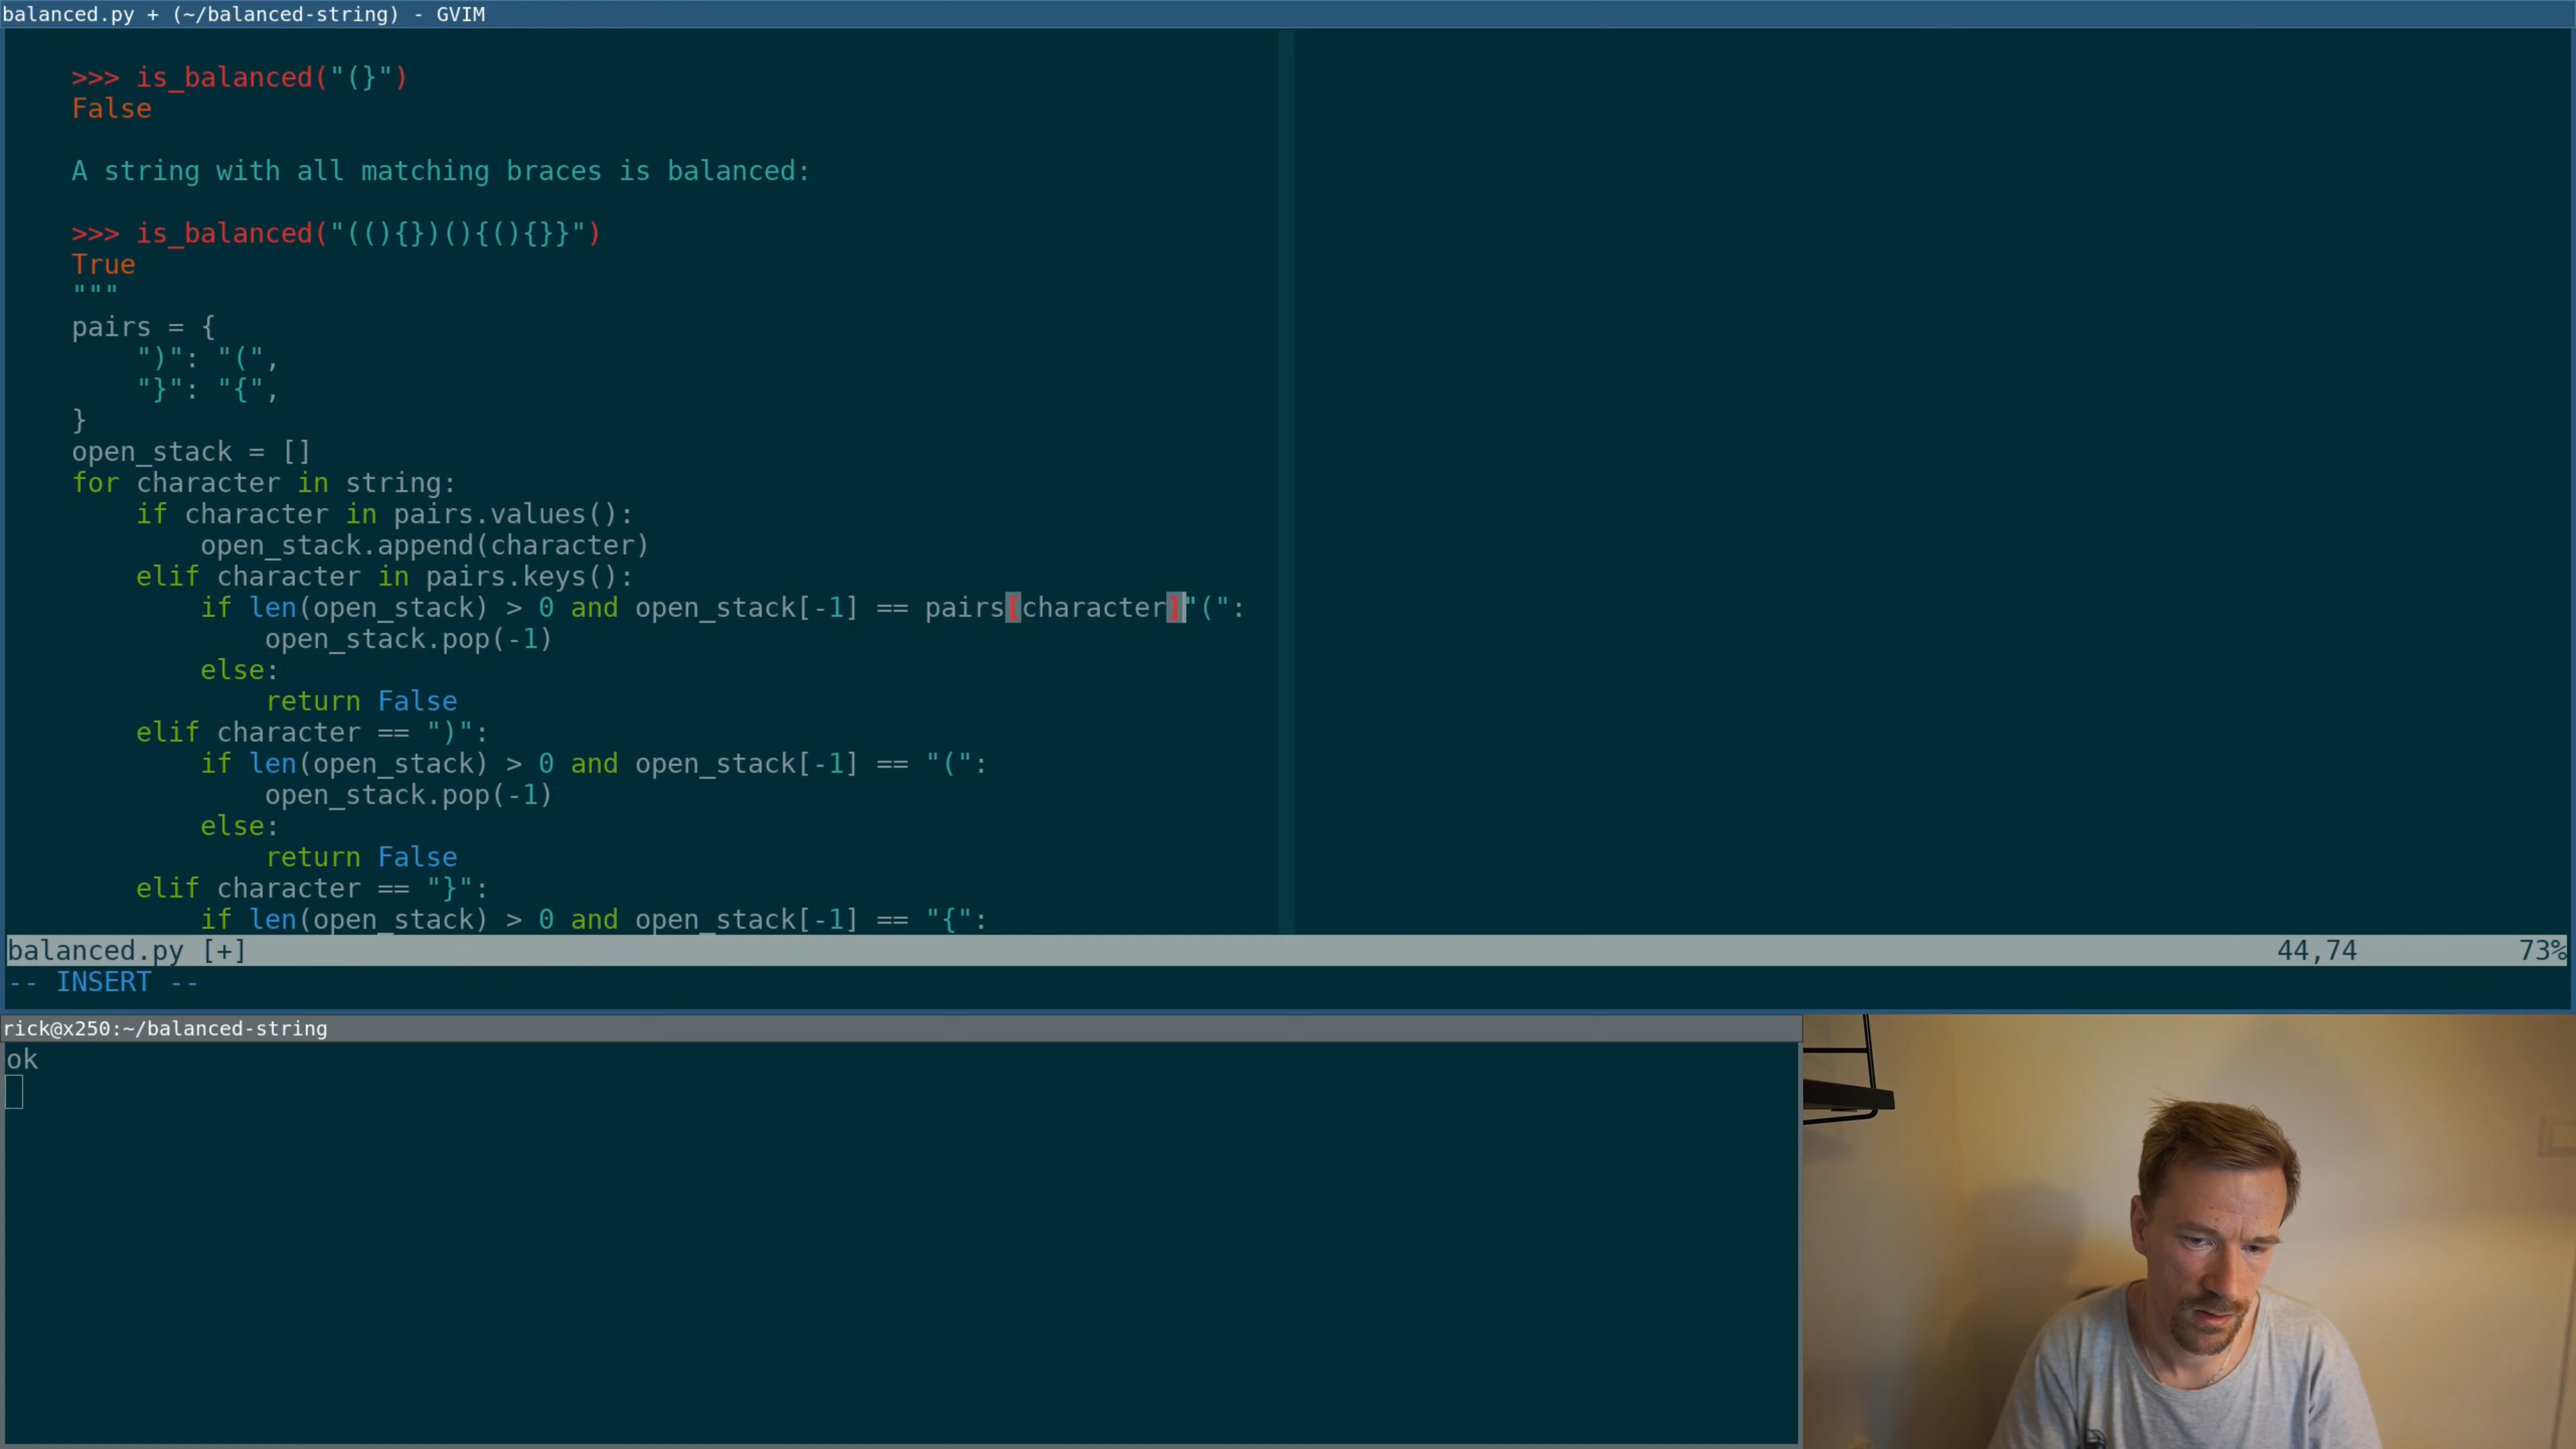 balanced.py + (~/balanced-string) - GVIM
>>> is_balanced("(}")
False
A string with all matching braces is balanced:
>>> is_balanced("((){})(){(){}}")
True
"""
pairs = {
")": "(",
"}": "{",
}
open_stack = []
for character in string:
if character in pairs.values():
open_stack.append(character)
elif character in pairs.keys():
if len(open_stack) > 0 and open_stack[-1] == pairs[character]"(":
open_stack.pop(-1)
else:
return False
elif character == ")":
if len(open_stack) > 0 and open_stack[-1] == "(":
open_stack.pop(-1)
else:
return False
elif character == "}":
if len(open_stack) > 0 and open_stack[-1] == "{":
balanced.py [+] 44,74 73%
-- INSERT --
rick@x250:~/balanced-string
ok